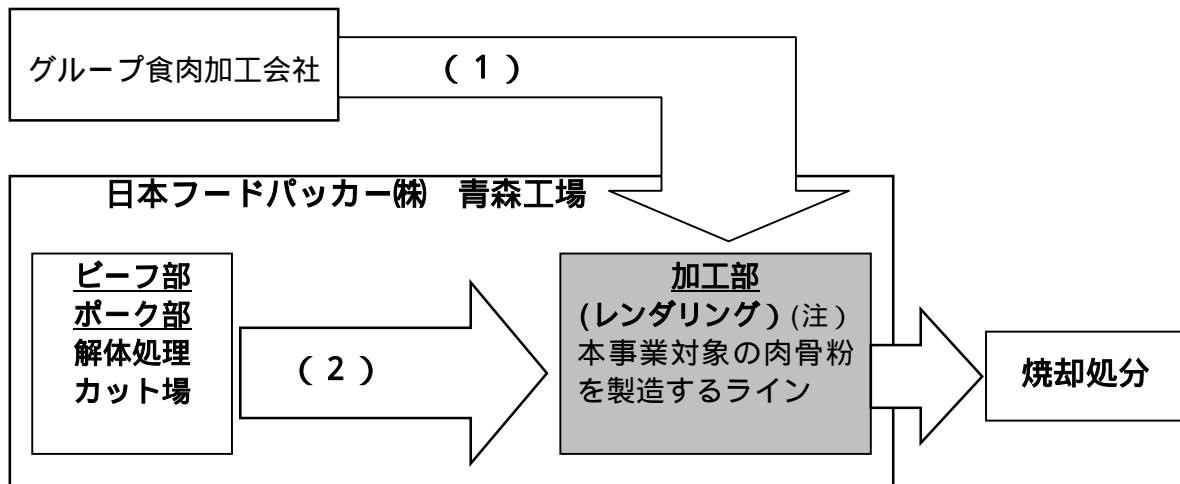 グループ食肉加工会社
（１）
日本フードパッカー㈱　青森工場
ビーフ部
ポーク部
解体処理
カット場
（２）
加工部
(レンダリング）(注）
本事業対象の肉骨粉
を製造するライン
焼却処分